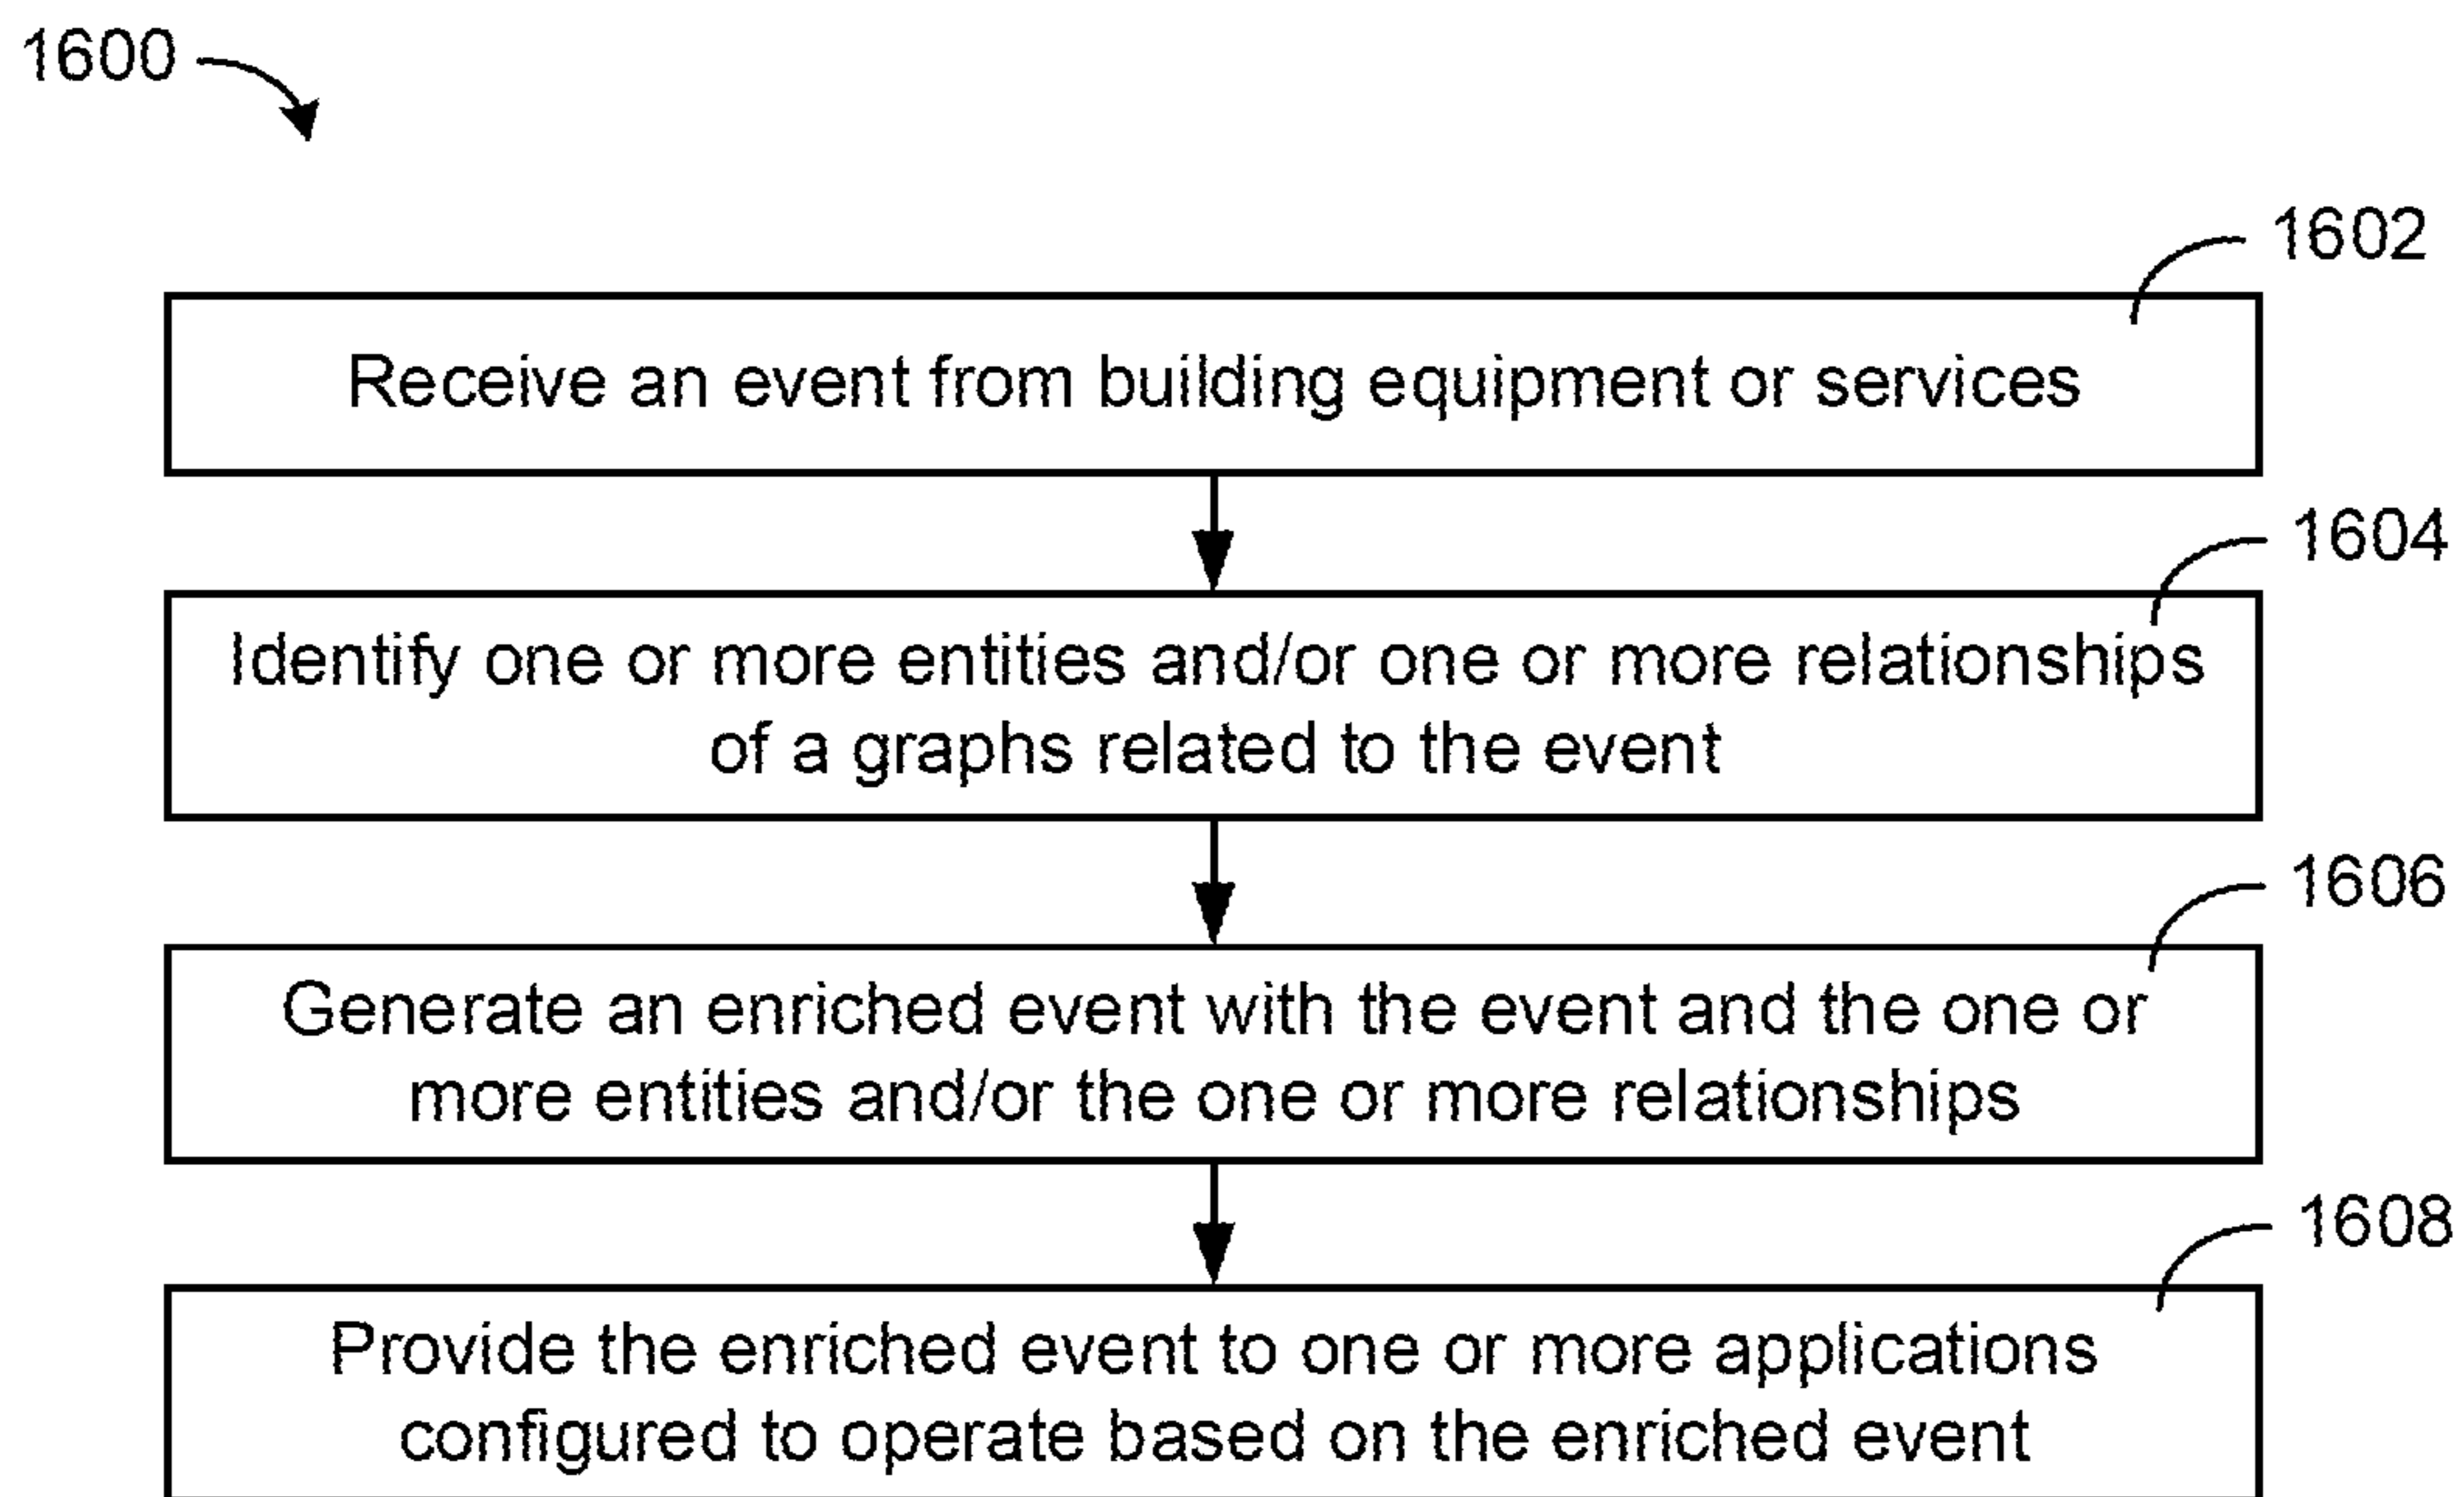 1600
1602
Receive an event from building equipment or services
1604
Identify one or more entities and/or one or more relationships
of a graphs related to the event
1606
Generate an enriched event with the event and the one or
more entities and/or the one or more relationships
1608
Provide the enriched event to one or more applications
configured to operate based on the enriched event